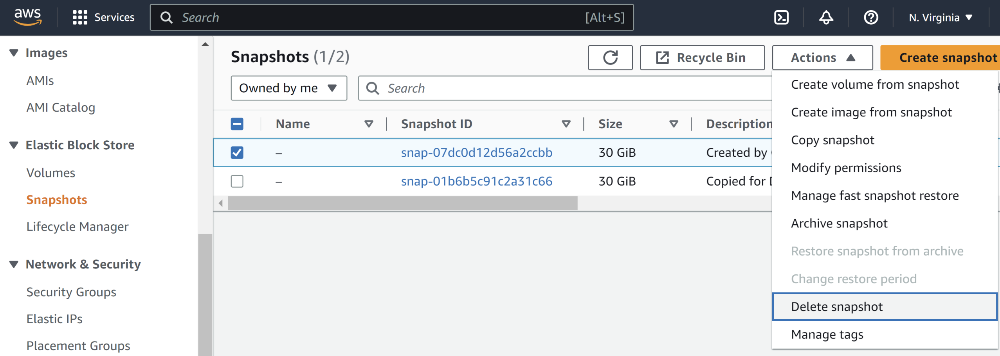 aws
Services
Search
[Alt+S]
N. Virginia
Images
AMIs
AMI Catalog
Elastic Block Store
Volumes
Snapshots
Lifecycle Manager
Network & Security
Security Groups
Elastic IPs
Placement Groups
Snapshots (1/2)
Recycle Bin
Actions
Create snapshot
Owned by me
Search
Name
Snapshot ID
Size
Description
–
snap-07dc0d12d56a2ccbb
30 GiB
Created by
–
snap-01b6b5c91c2a31c66
30 GiB
Copied for
Create volume from snapshot
Create image from snapshot
Copy snapshot
Modify permissions
Manage fast snapshot restore
Archive snapshot
Restore snapshot from archive
Change restore period
Delete snapshot
Manage tags